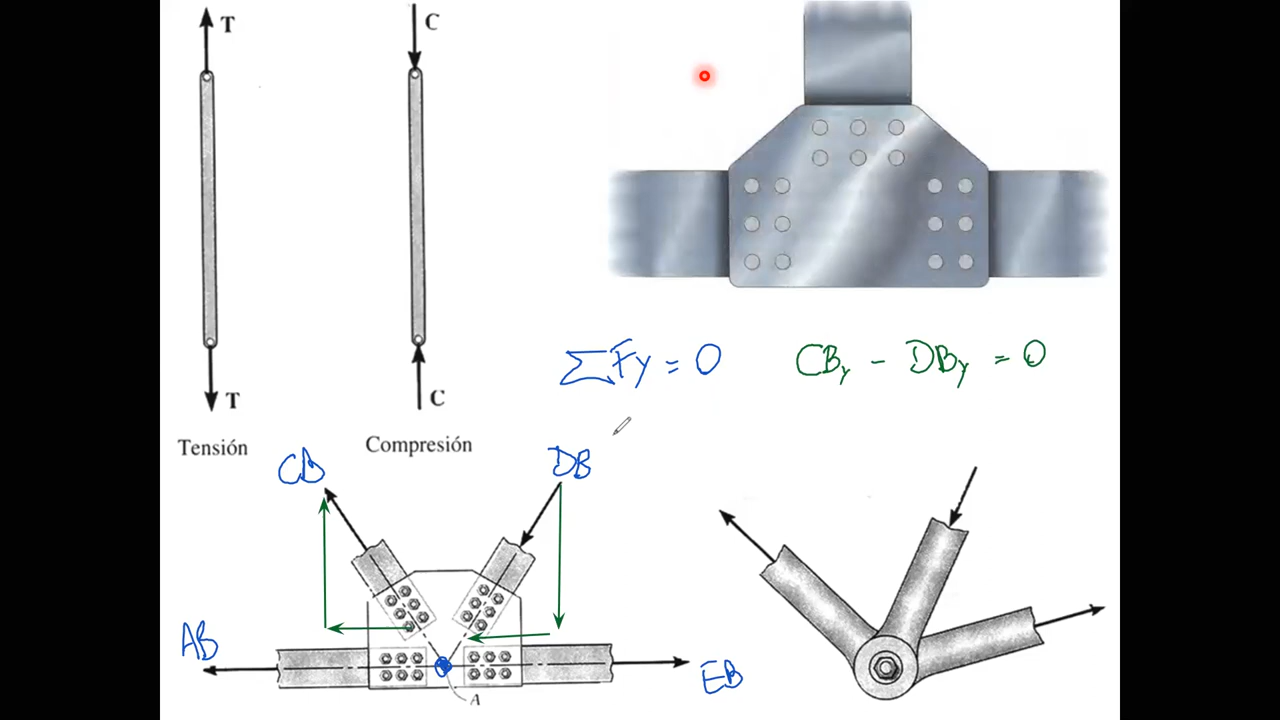 T
C
T
C
Tensión
Compresión
ΣFy = 0
CBy - DBy = 0
CB
DB
AB
EB
A